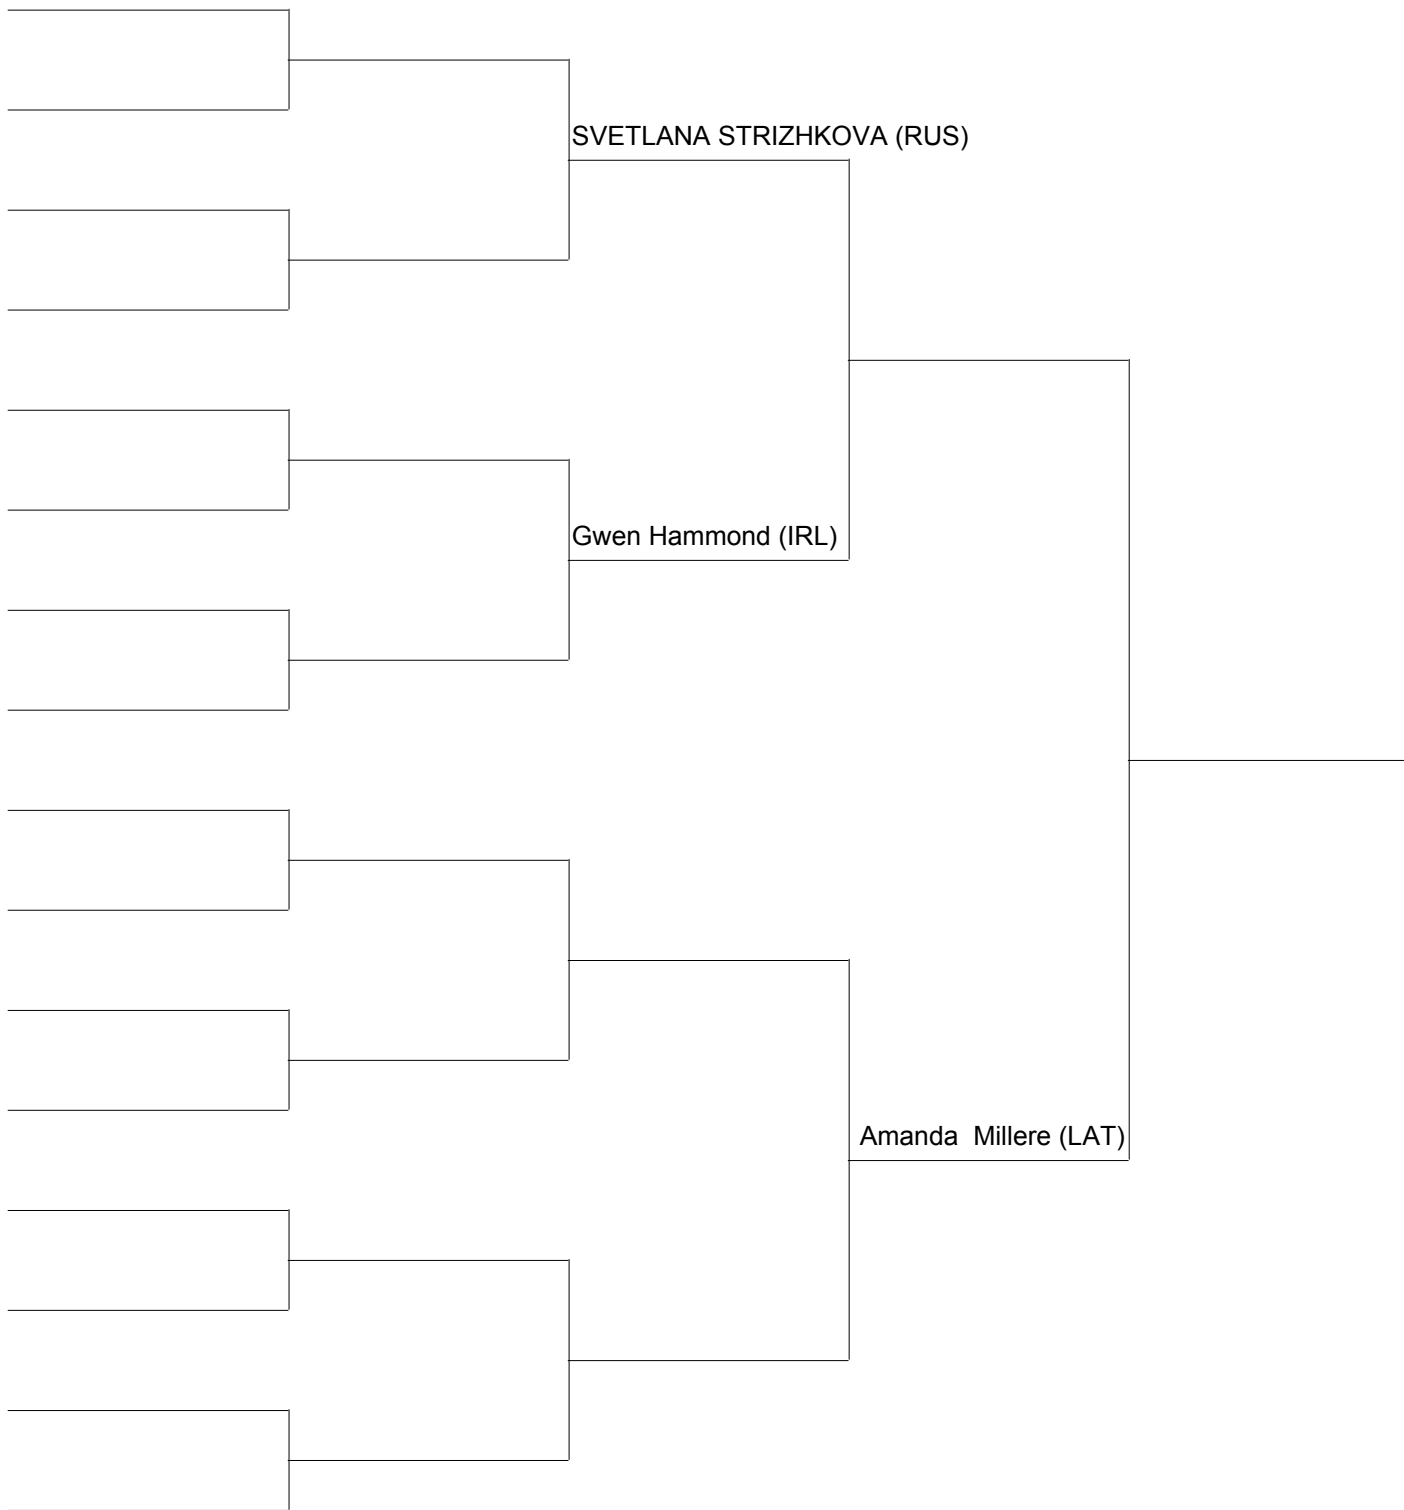 SVETLANA STRIZHKOVA (RUS)
Gwen Hammond (IRL)
Amanda  Millere (LAT)